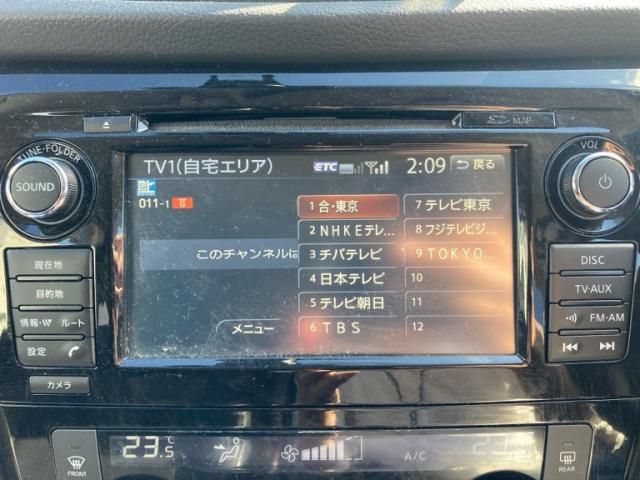 SD MAP
TUNE・FOLDER
VOL
SOUND
TV1(自宅エリア)
ETC
2:09
戻る
011-1
1 合・東京
7 テレビ東京
2 NHKEテレ...
8 フジテレビジ...
このチャンネルに
3 チバテレビ
9 TOKYO...
4 日本テレビ
10
5 テレビ朝日
11
メニュー
6 TBS
12
現在地
目的地
情報・VV ルート
設定
カメラ
DISC
TV・AUX
FM・AM
FRONT
23.5
℃
A/C
REAR